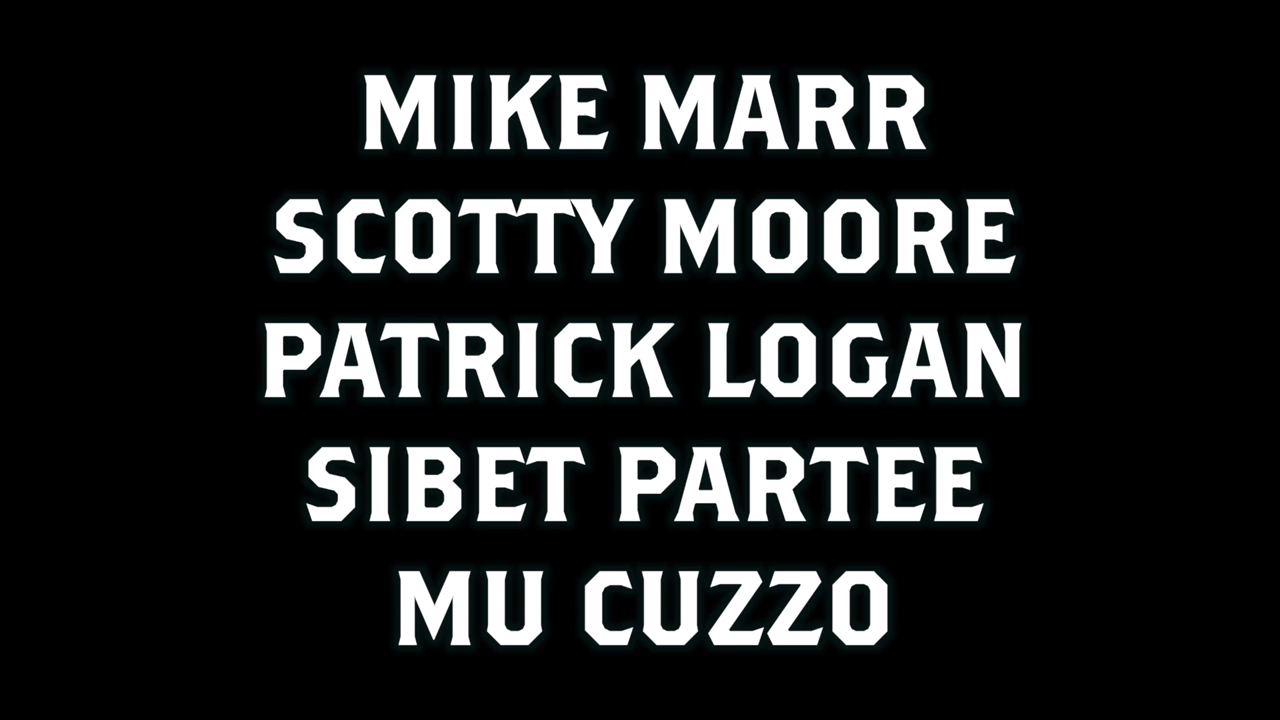 MIKE MARR
SCOTTY MOORE
PATRICK LOGAN
SIBET PARTEE
MU CUZZO